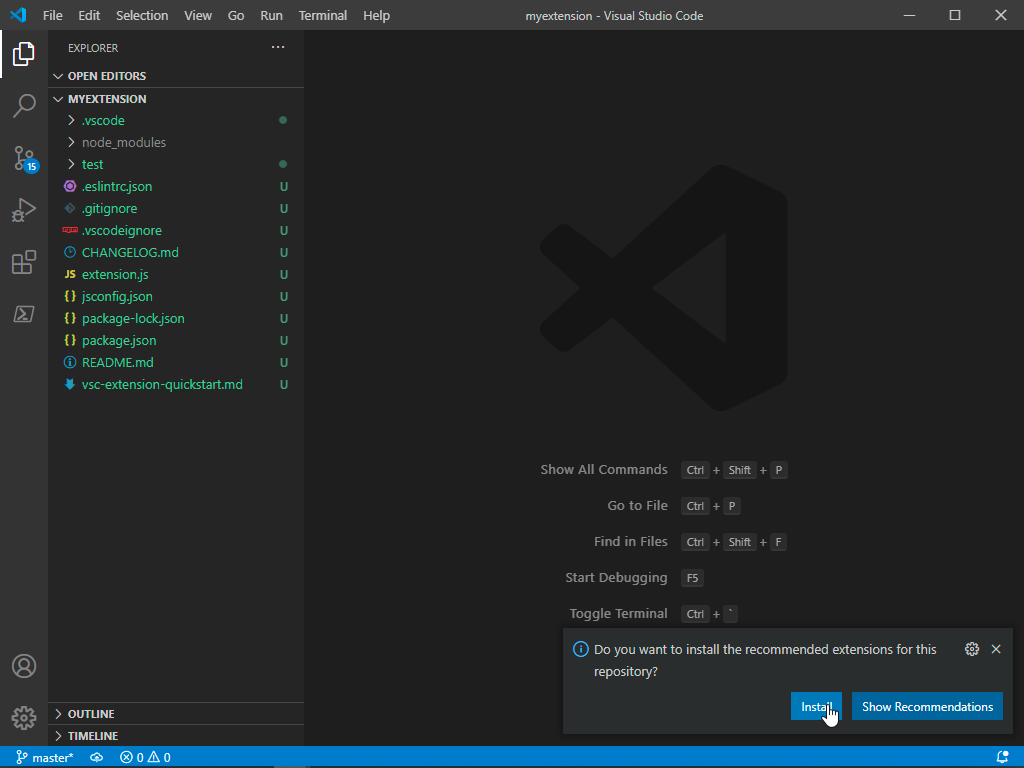 File Edit Selection View Go Run Terminal Help myextension - Visual Studio Code
EXPLORER
OPEN EDITORS
MYEXTENSION
.vscode
node_modules
test
.eslintrc.json U
.gitignore U
.vscodeignore U
CHANGELOG.md U
JS extension.js U
{} jsconfig.json U
{} package-lock.json U
{} package.json U
README.md U
vsc-extension-quickstart.md U
15
Show All Commands Ctrl + Shift + P
Go to File Ctrl + P
Find in Files Ctrl + Shift + F
Start Debugging F5
Toggle Terminal Ctrl + `
Do you want to install the recommended extensions for this
repository?
Install Show Recommendations
OUTLINE
TIMELINE
master* 0 0